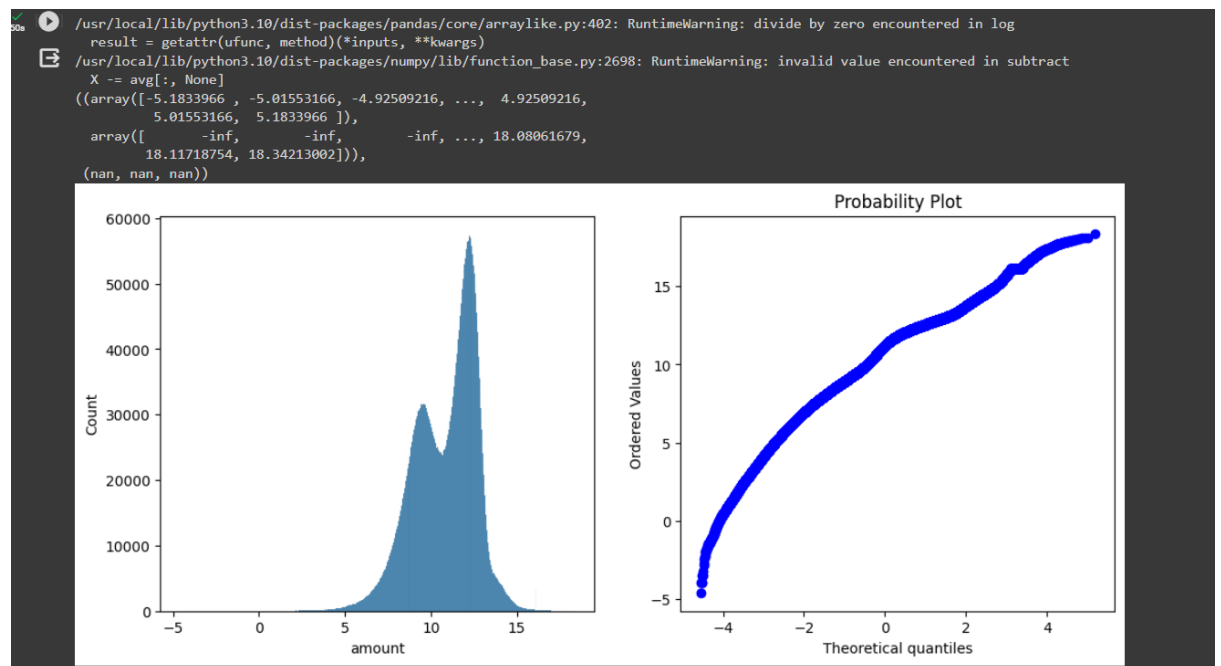 50s
/usr/local/lib/python3.10/dist-packages/pandas/core/arraylike.py:402: RuntimeWarning: divide by zero encountered in log
  result = getattr(ufunc, method)(*inputs, **kwargs)
/usr/local/lib/python3.10/dist-packages/numpy/lib/function_base.py:2698: RuntimeWarning: invalid value encountered in subtract
  X -= avg[:, None]
((array([-5.1833966 , -5.01553166, -4.92509216, ...,  4.92509216,
          5.01553166,  5.1833966 ]),
  array([       -inf,        -inf,        -inf, ..., 18.08061679,
         18.11718754, 18.34213002])),
 (nan, nan, nan))
60000
50000
40000
30000
20000
10000
0
Count
−5 0 5 10 15
amount
Probability Plot
15
10
5
0
−5
Ordered Values
−4 −2 0 2 4
Theoretical quantiles